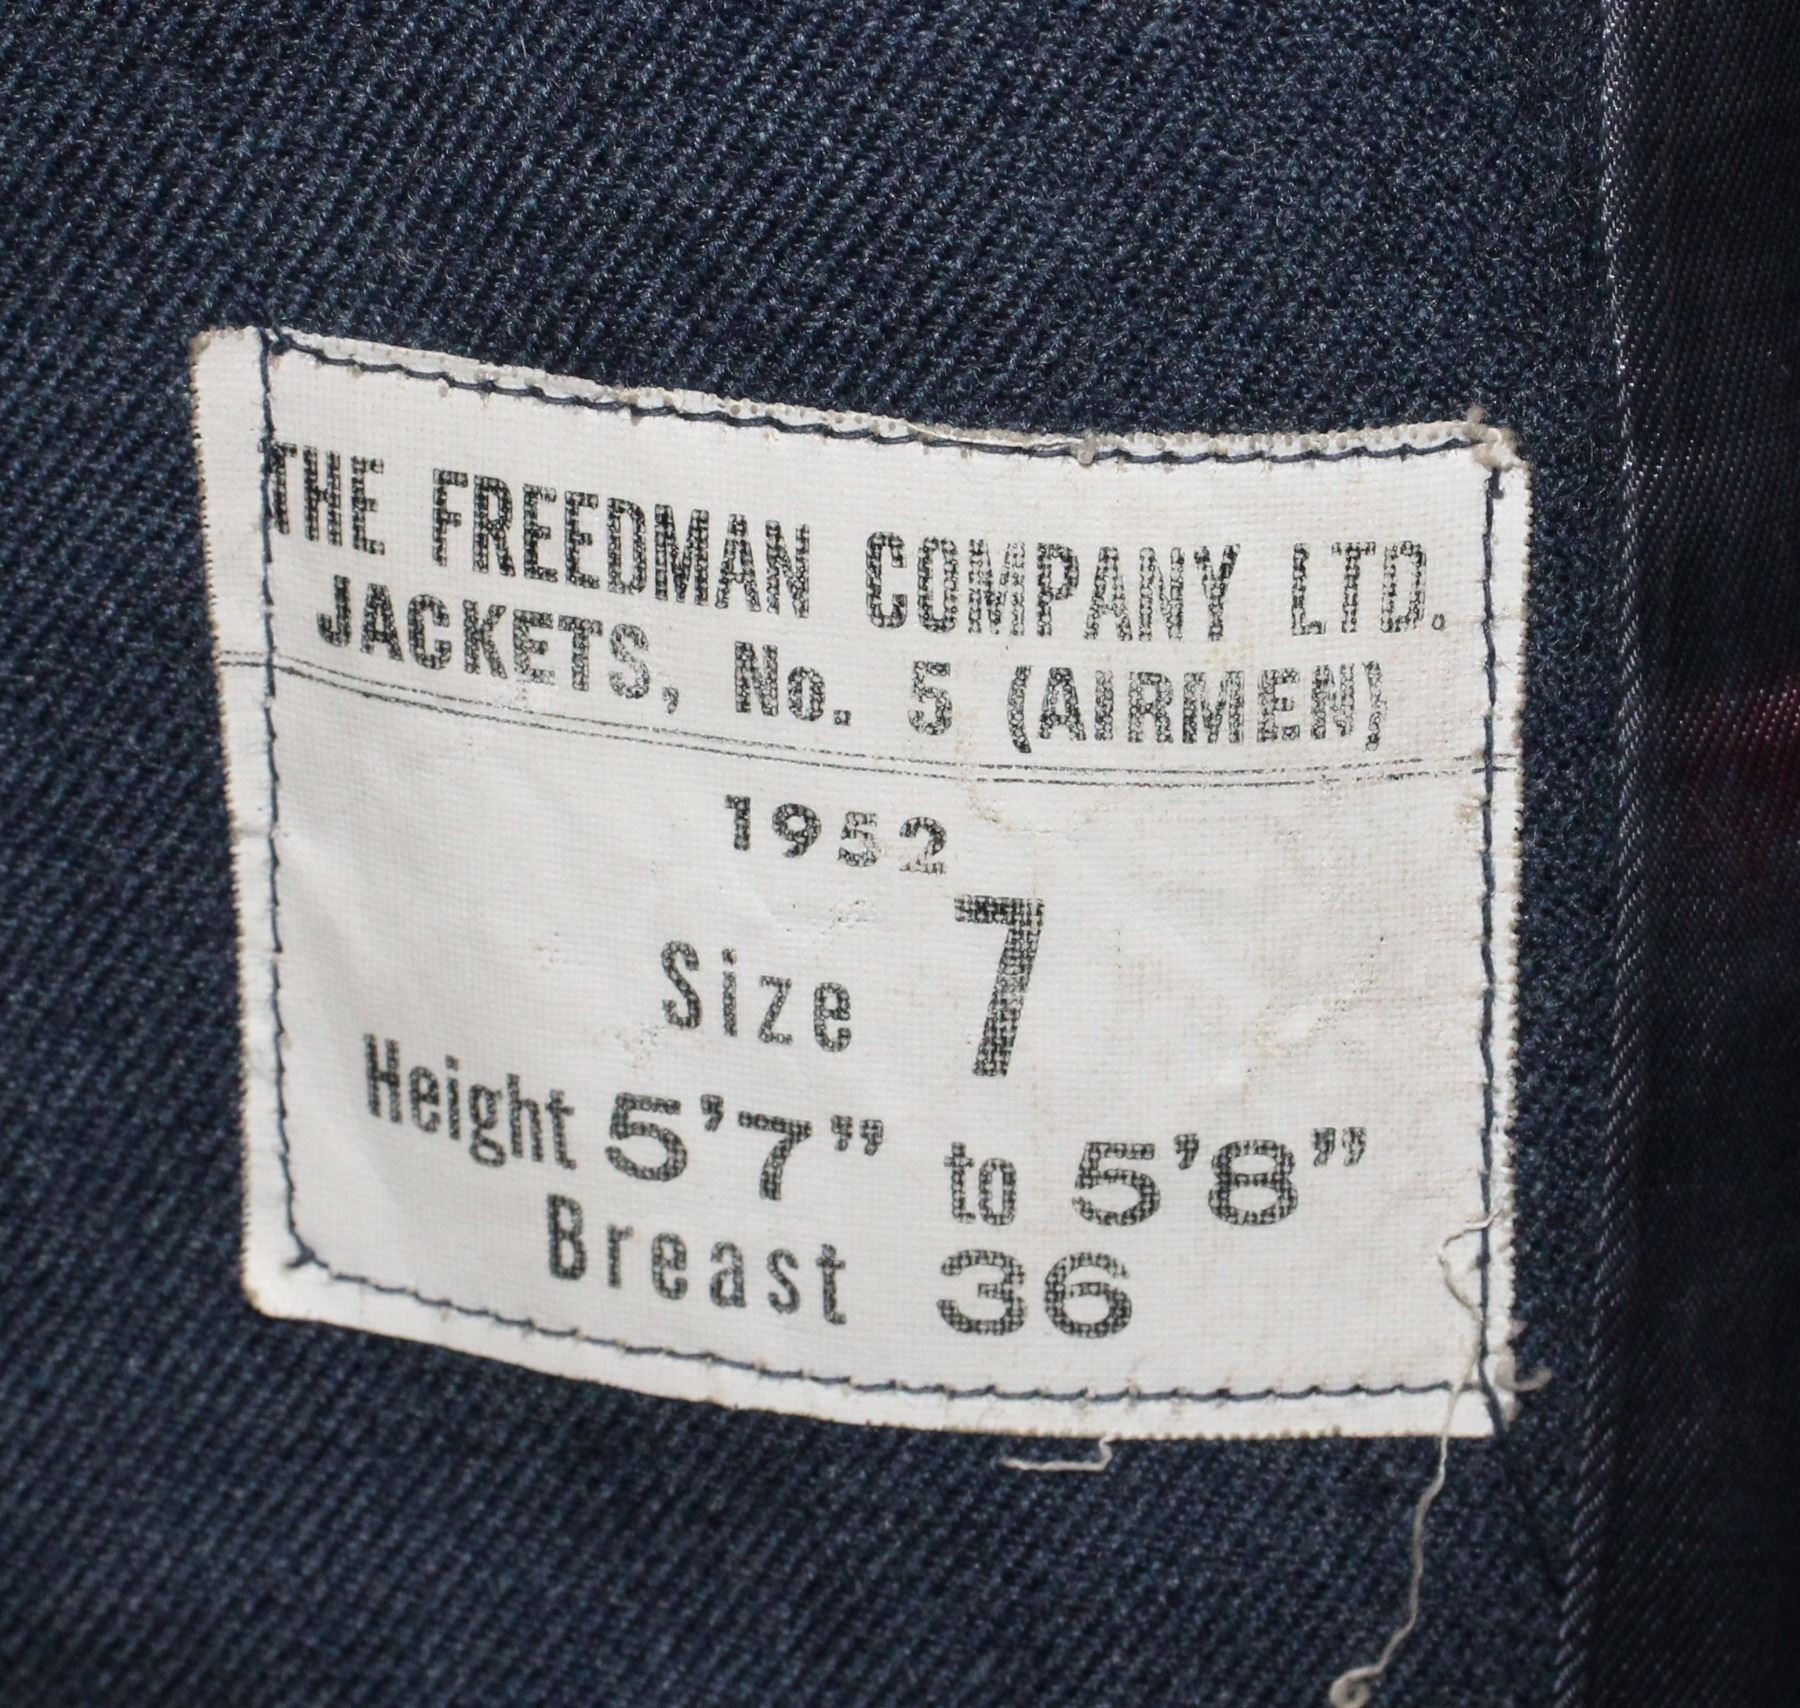 THE FREEDMAN COMPANY LTD.
JACKETS, No. 5 (AIRMEN)
1952
Size 7
Height 5’7” to 5’8”
Breast 36